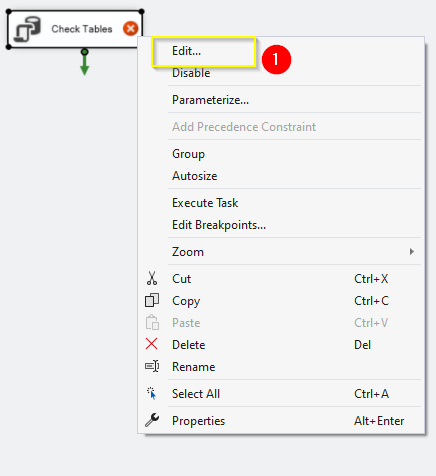 Check Tables
Edit...
1
Disable
Parameterize...
Add Precedence Constraint
Group
Autosize
Execute Task
Edit Breakpoints...
Zoom
Cut Ctrl+X
Copy Ctrl+C
Paste Ctrl+V
Delete Del
Rename
Select All Ctrl+A
Properties Alt+Enter